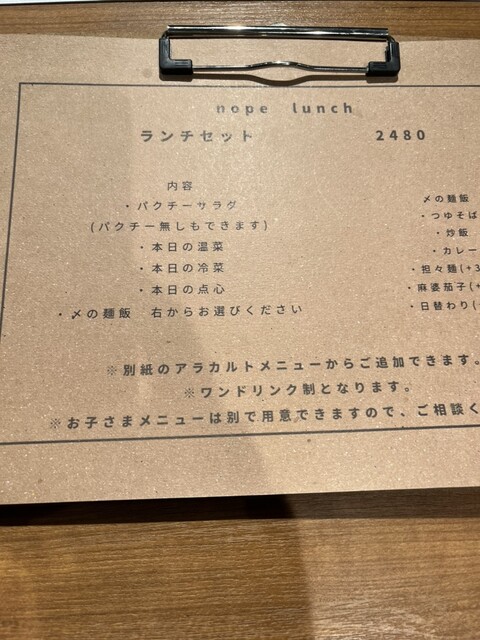 nope lunch
ランチセット 2480
内容
・パクチーサラダ
(パクチー無しもできます)
・本日の温菜
・本日の冷菜
・本日の点心
・〆の麺飯 右からお選びください
〆の麺飯
・つゆそば
・炒飯
・カレー
・担々麺(+3
・麻婆茄子(+
・日替わり(
※別紙のアラカルトメニューからご追加できます。
※ワンドリンク制となります。
※お子さまメニューは別で用意できますので、ご相談く